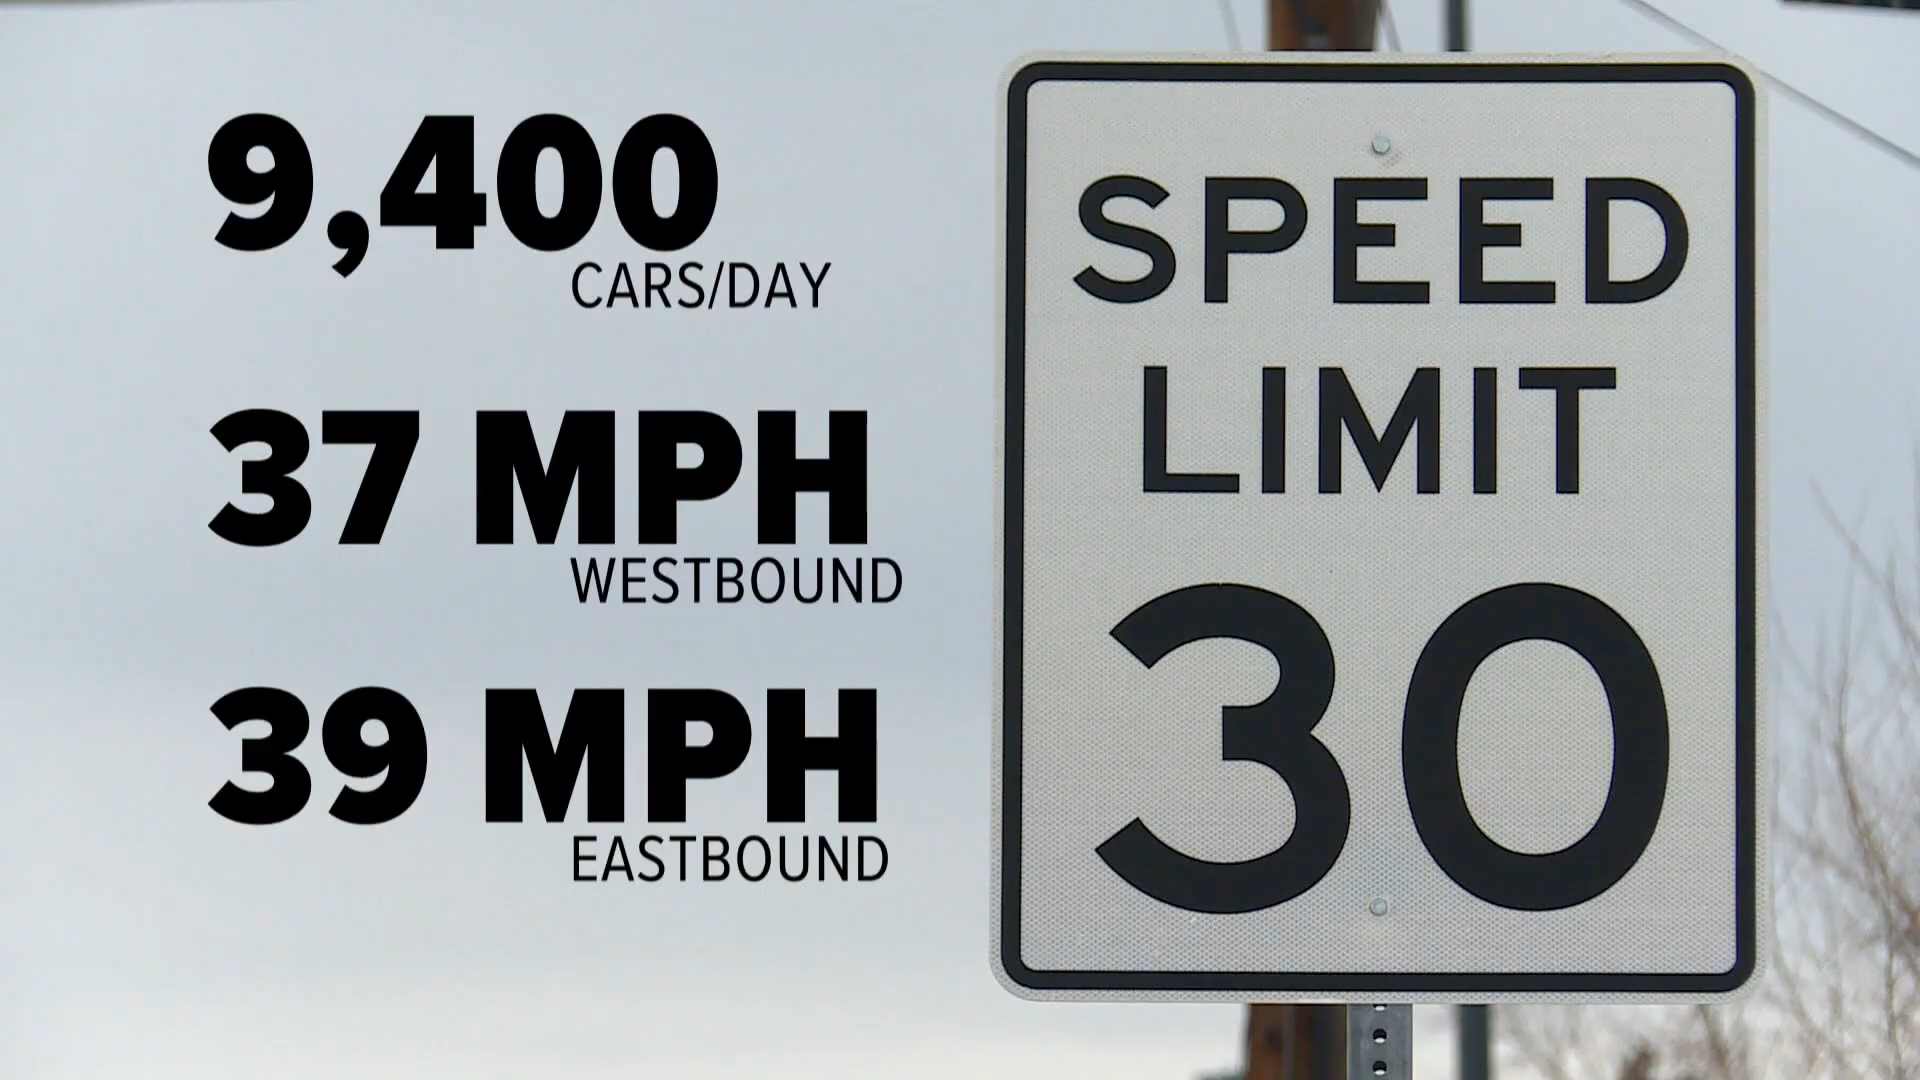 9,400
CARS/DAY
37 MPH
WESTBOUND
39 MPH
EASTBOUND
SPEED
LIMIT
30